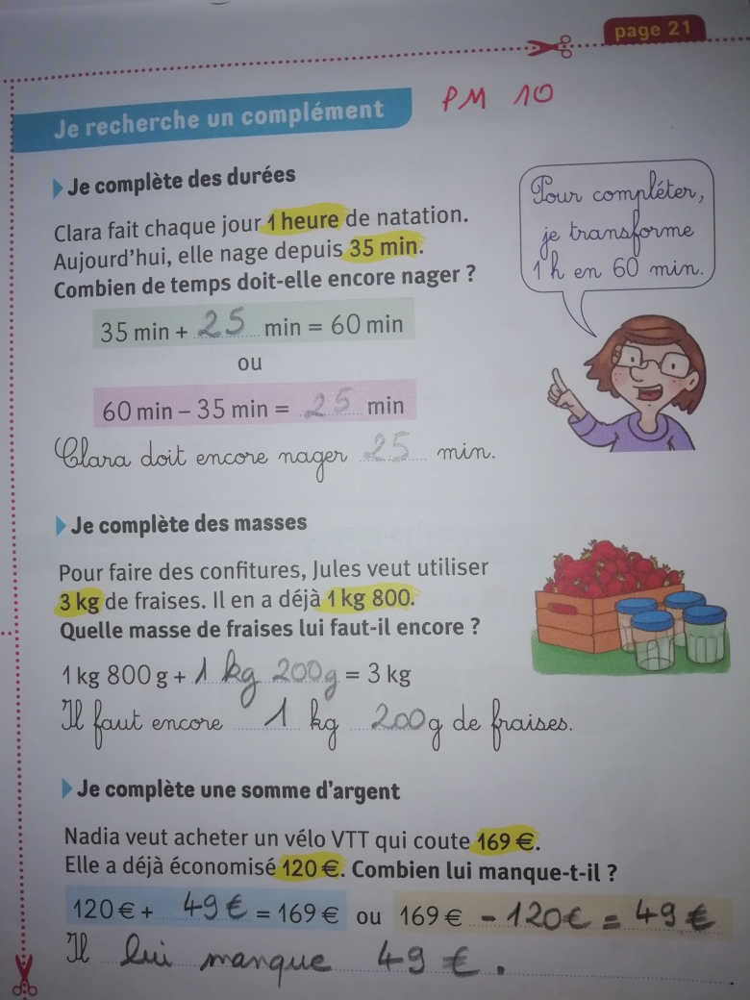 page 21
Je recherche un complément
PM 10
Je complète des durées
Clara fait chaque jour 1 heure de natation.
Aujourd'hui, elle nage depuis 35 min.
Combien de temps doit-elle encore nager ?
Pour compléter,
je transforme
1 h en 60 min.
35 min + 25 min = 60 min
ou
60 min – 35 min = 25 min
Clara doit encore nager 25 min.
Je complète des masses
Pour faire des confitures, Jules veut utiliser
3 kg de fraises. Il en a déjà 1 kg 800.
Quelle masse de fraises lui faut-il encore ?
1 kg 800 g + 1 kg 200g = 3 kg
Il faut encore 1 kg 200g de fraises.
Je complète une somme d'argent
Nadia veut acheter un vélo VTT qui coute 169 €.
Elle a déjà économisé 120 €. Combien lui manque-t-il ?
120 € + 49 € = 169 € ou 169 € - 120€ = 49 €
Il lui manque 49 €.